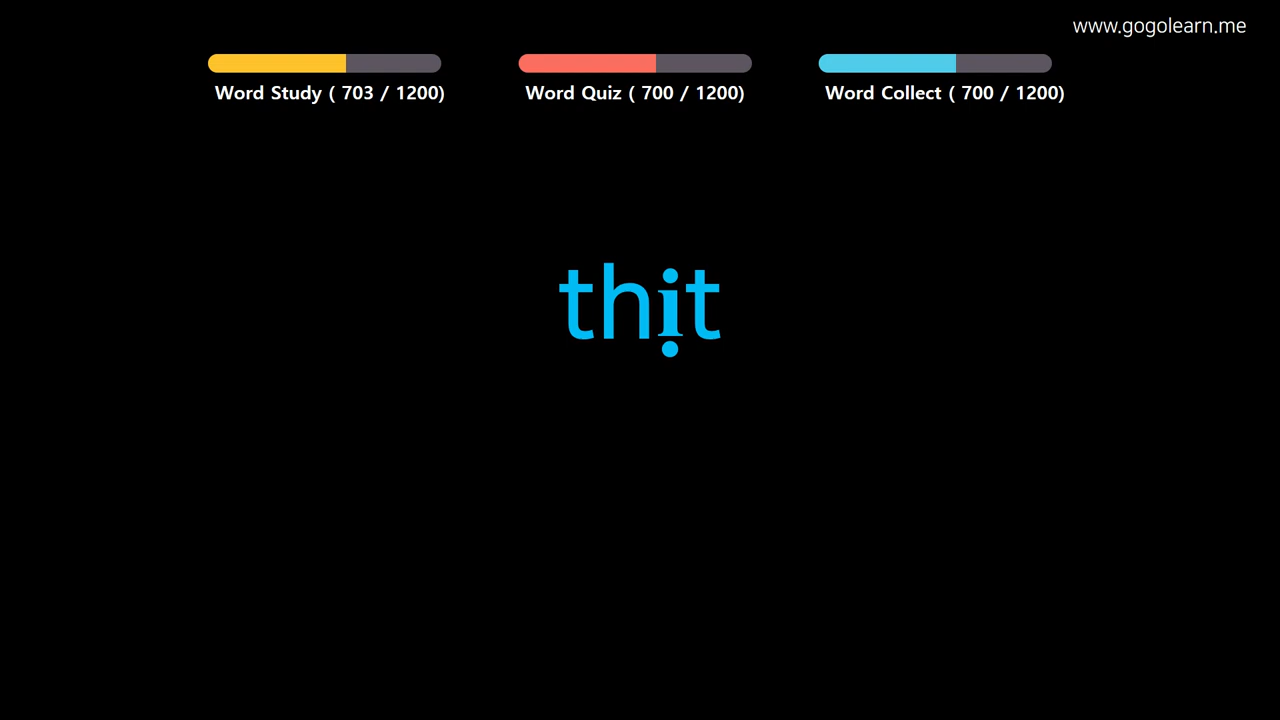 www.gogolearn.me
Word Study ( 703 / 1200)
Word Quiz ( 700 / 1200)
Word Collect ( 700 / 1200)
thịt